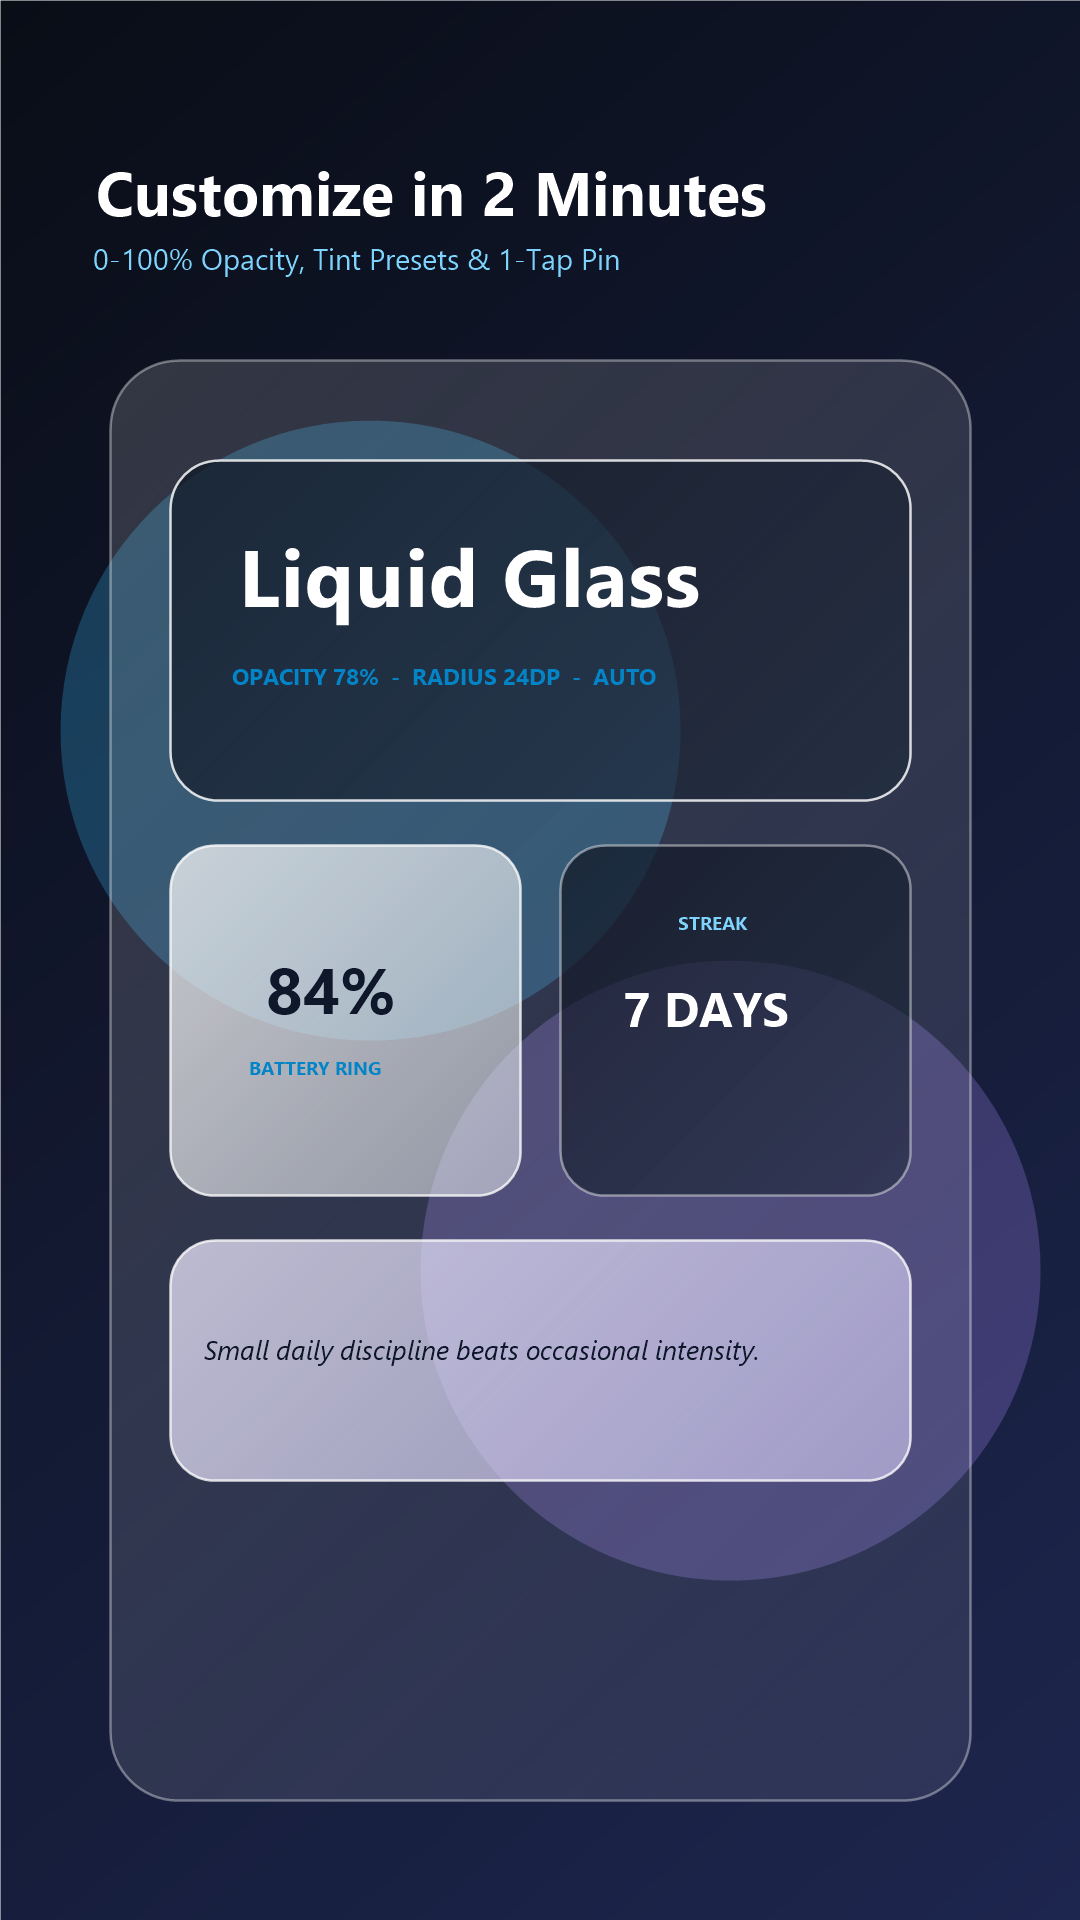 Customize in 2 Minutes
0-100% Opacity, Tint Presets & 1-Tap Pin
Liquid Glass
OPACITY 78% - RADIUS 24DP - AUTO
84%
BATTERY RING
STREAK
7 DAYS
Small daily discipline beats occasional intensity.